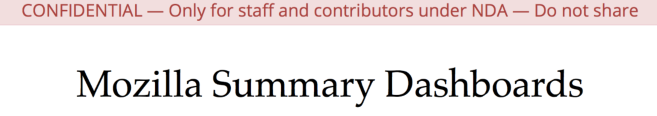 CONFIDENTIAL — Only for staff and contributors under NDA — Do not share
Mozilla Summary Dashboards